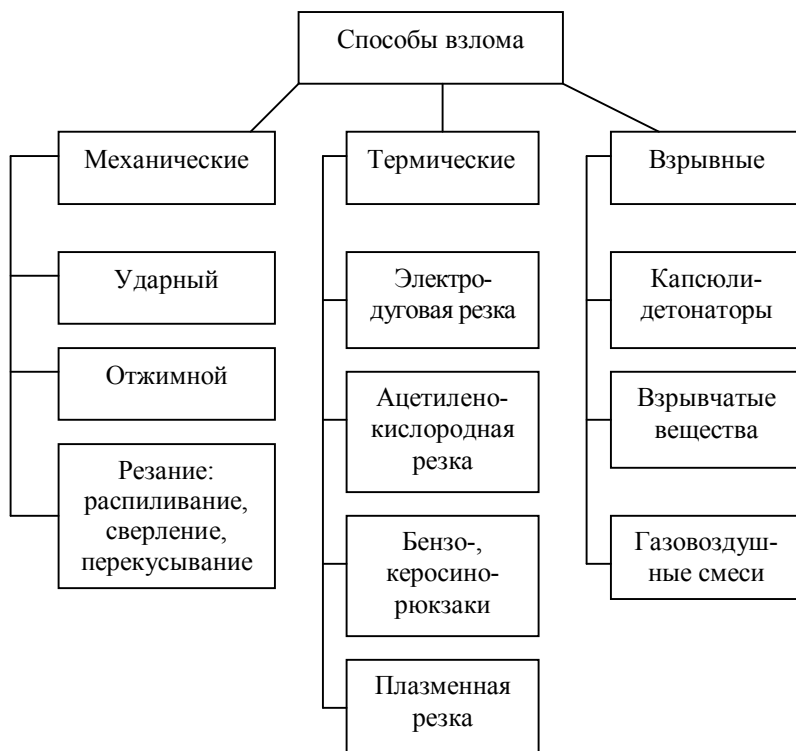 Способы взлома
Механические
Термические
Взрывные
Ударный
Отжимной
Резание:
распиливание,
сверление,
перекусывание
Электро-
дуговая резка
Ацетилено-
кислородная
резка
Бензо-,
керосино-
рюкзаки
Плазменная
резка
Капсюли-
детонаторы
Взрывчатые
вещества
Газовоздуш-
ные смеси